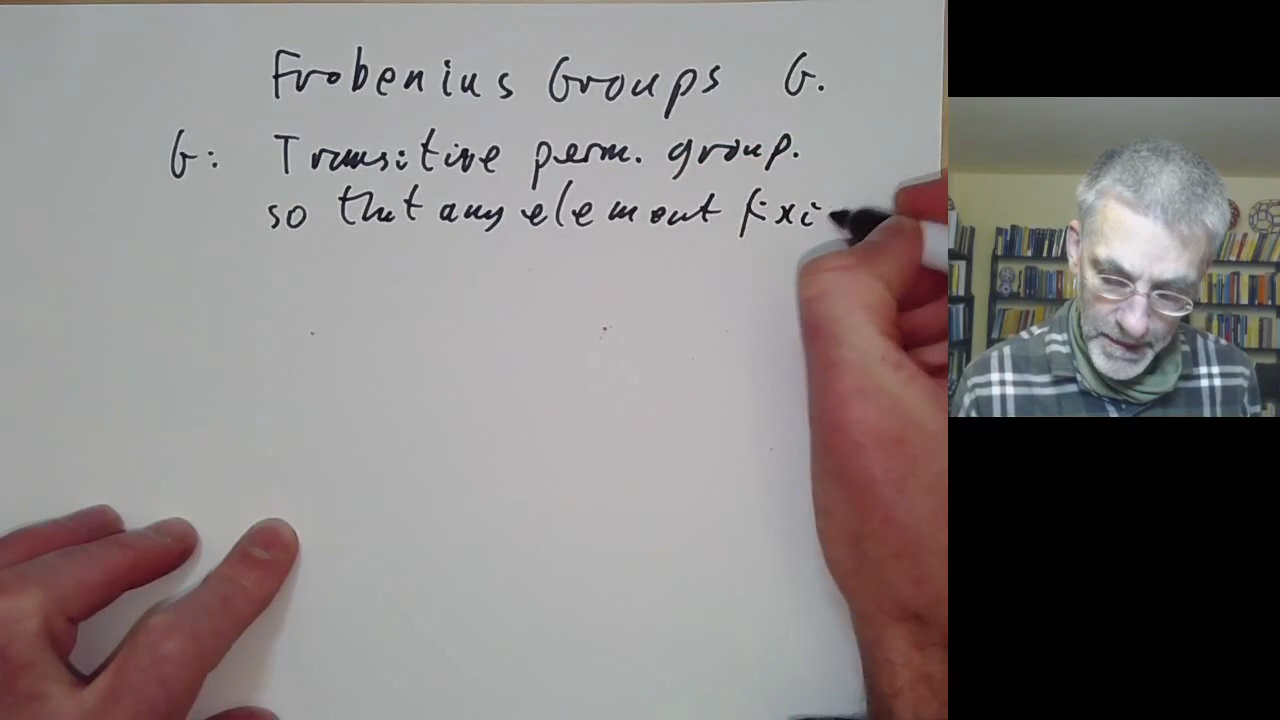 Frobenius Groups G.
G: Transitive perm. group.
so that any element fixi